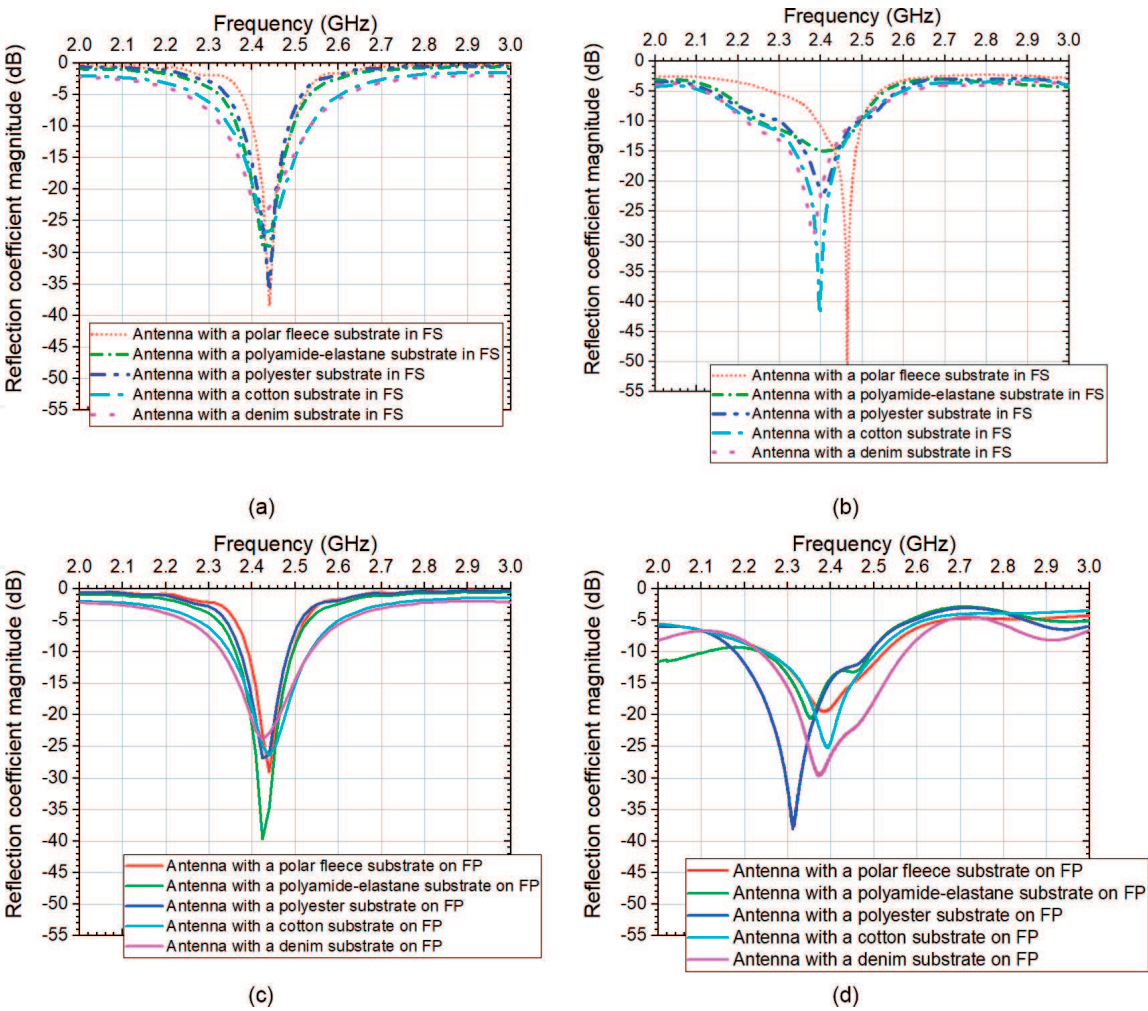 Frequency (GHz)
2.0 2.1 2.2 2.3 2.4 2.5 2.6 2.7 2.8 2.9 3.0
Reflection coefficient magnitude (dB)
0
-5
-10
-15
-20
-25
-30
-35
-40
-45
-50
-55
Antenna with a polar fleece substrate in FS
Antenna with a polyamide-elastane substrate in FS
Antenna with a polyester substrate in FS
Antenna with a cotton substrate in FS
Antenna with a denim substrate in FS
(a)
Frequency (GHz)
2.0 2.1 2.2 2.3 2.4 2.5 2.6 2.7 2.8 2.9 3.0
Reflection coefficient magnitude (dB)
0
-5
-10
-15
-20
-25
-30
-35
-40
-45
-50
-55
Antenna with a polar fleece substrate in FS
Antenna with a polyamide-elastane substrate in FS
Antenna with a polyester substrate in FS
Antenna with a cotton substrate in FS
Antenna with a denim substrate in FS
(b)
Frequency (GHz)
2.0 2.1 2.2 2.3 2.4 2.5 2.6 2.7 2.8 2.9 3.0
Reflection coefficient magnitude (dB)
0
-5
-10
-15
-20
-25
-30
-35
-40
-45
-50
-55
Antenna with a polar fleece substrate on FP
Antenna with a polyamide-elastane substrate on FP
Antenna with a polyester substrate on FP
Antenna with a cotton substrate on FP
Antenna with a denim substrate on FP
(c)
Frequency (GHz)
2.0 2.1 2.2 2.3 2.4 2.5 2.6 2.7 2.8 2.9 3.0
Reflection coefficient magnitude (dB)
0
-5
-10
-15
-20
-25
-30
-35
-40
-45
-50
-55
Antenna with a polar fleece substrate on FP
Antenna with a polyamide-elastane substrate on FP
Antenna with a polyester substrate on FP
Antenna with a cotton substrate on FP
Antenna with a denim substrate on FP
(d)